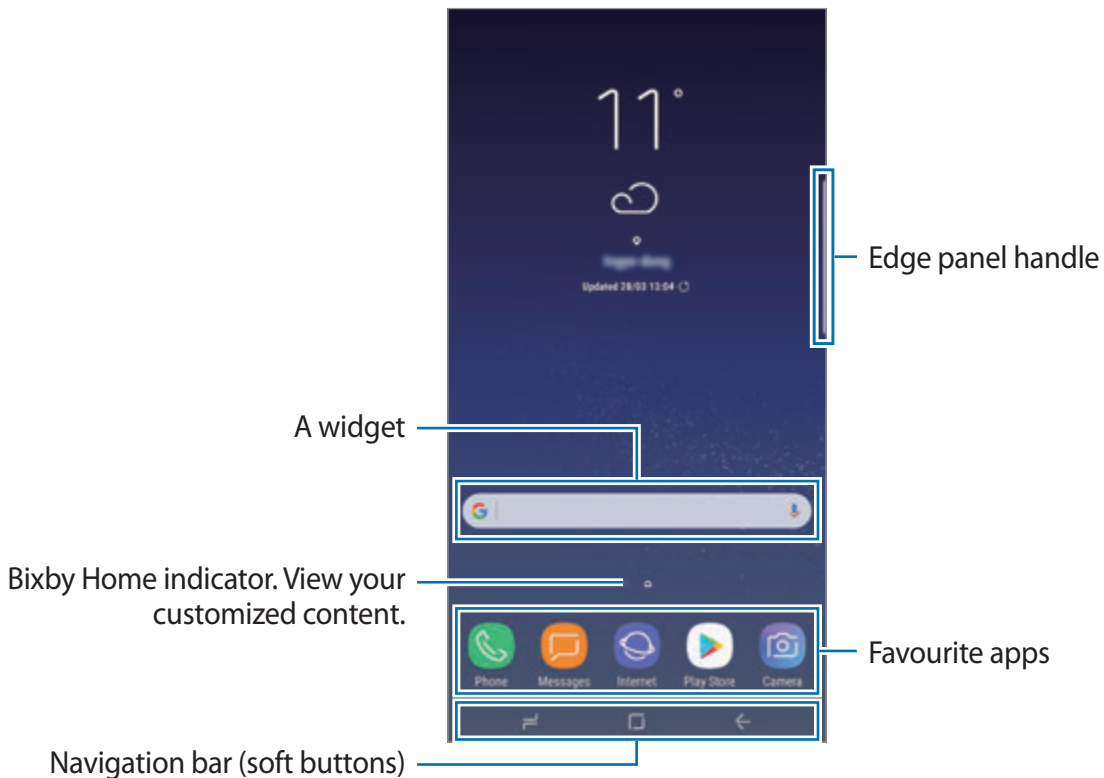 11°
Updated 28/03 13:04
Edge panel handle
A widget
G
Bixby Home indicator. View your
customized content.
Phone Messages Internet Play Store Camera
Favourite apps
Navigation bar (soft buttons)